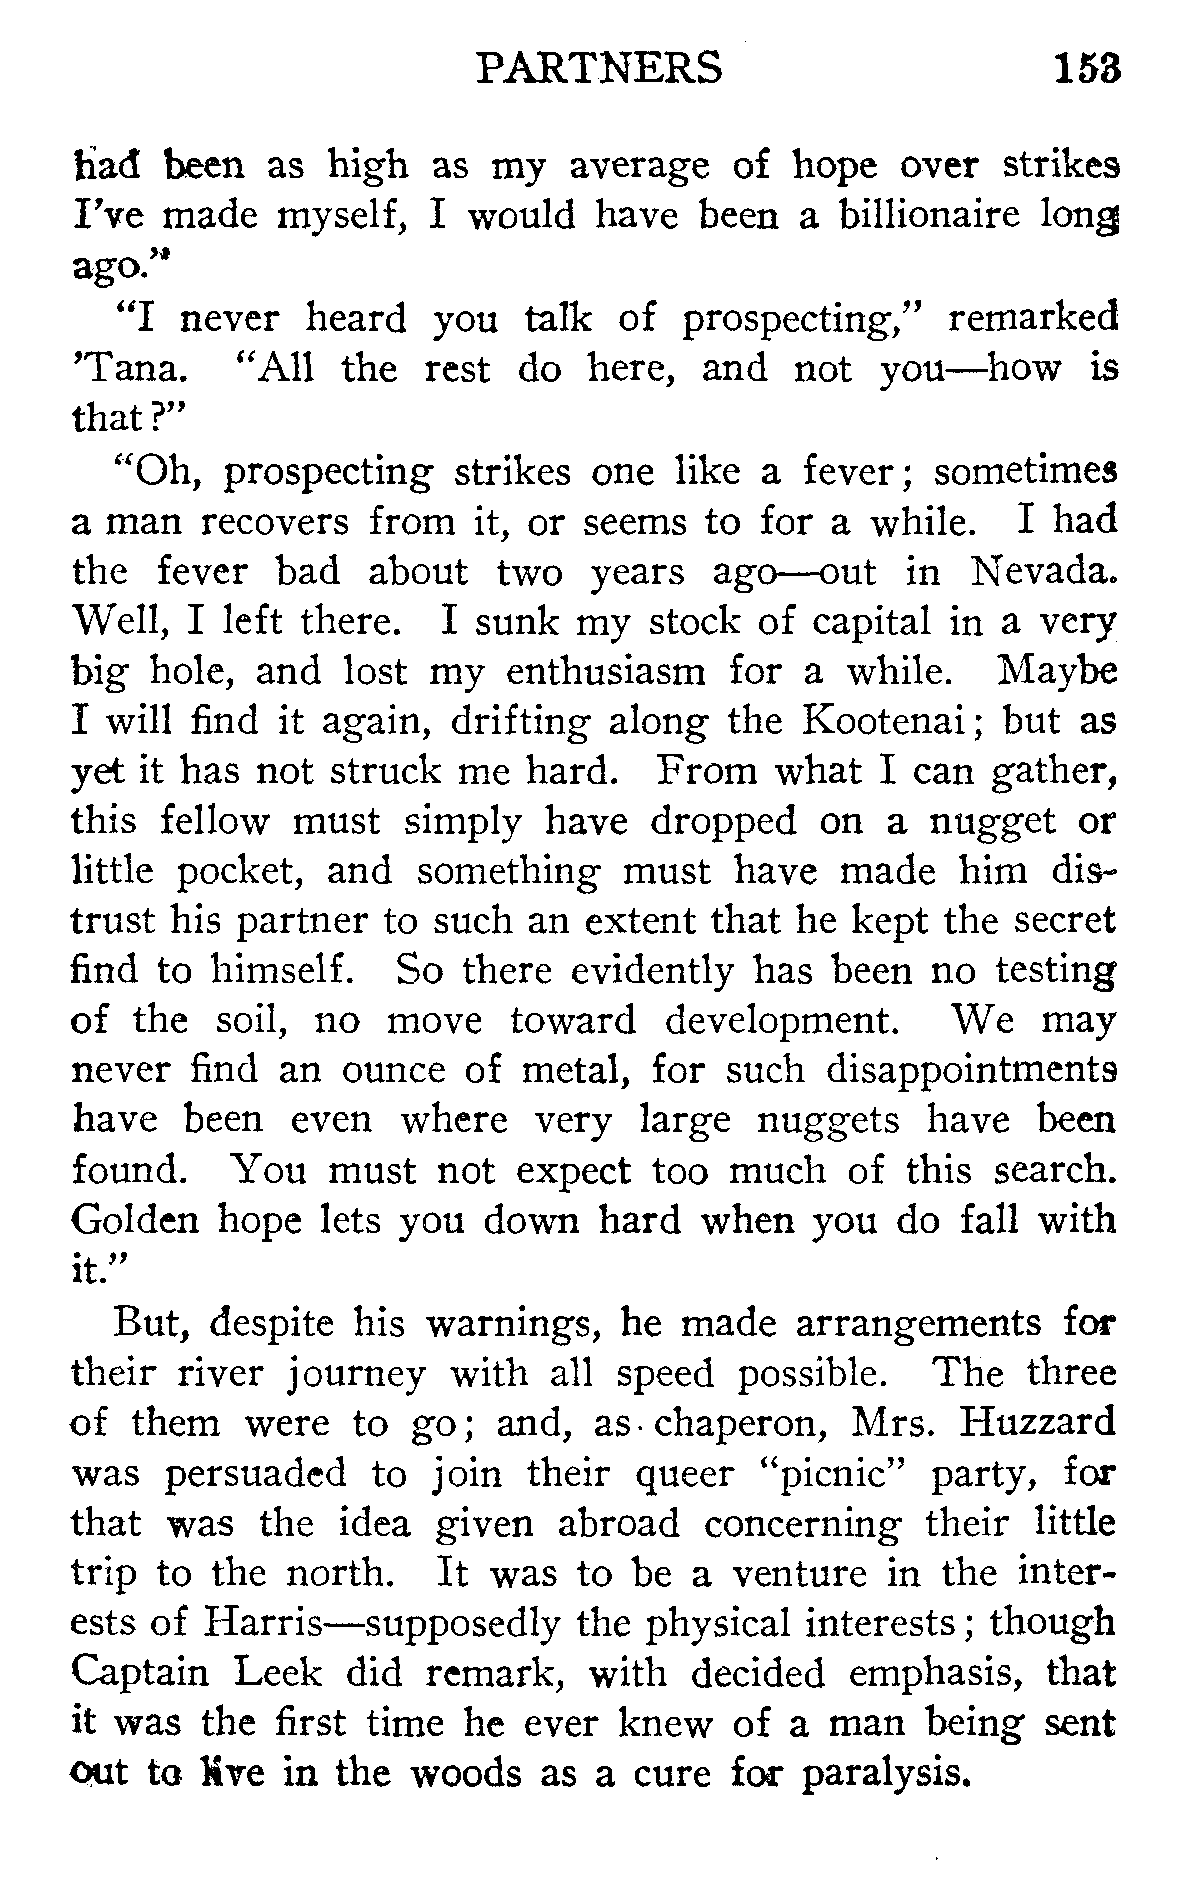 PARTNERS 153
had been as high as my average of hope over strikes
I've made myself, I would have been a billionaire long
ago."
"I never heard you talk of prospecting," remarked
'Tana. "All the rest do here, and not you—how is
that?"
"Oh, prospecting strikes one like a fever; sometimes
a man recovers from it, or seems to for a while. I had
the fever bad about two years ago—out in Nevada.
Well, I left there. I sunk my stock of capital in a very
big hole, and lost my enthusiasm for a while. Maybe
I will find it again, drifting along the Kootenai; but as
yet it has not struck me hard. From what I can gather,
this fellow must simply have dropped on a nugget or
little pocket, and something must have made him dis-
trust his partner to such an extent that he kept the secret
find to himself. So there evidently has been no testing
of the soil, no move toward development. We may
never find an ounce of metal, for such disappointments
have been even where very large nuggets have been
found. You must not expect too much of this search.
Golden hope lets you down hard when you do fall with
it."
But, despite his warnings, he made arrangements for
their river journey with all speed possible. The three
of them were to go; and, as chaperon, Mrs. Huzzard
was persuaded to join their queer "picnic" party, for
that was the idea given abroad concerning their little
trip to the north. It was to be a venture in the inter-
ests of Harris—supposedly the physical interests; though
Captain Leek did remark, with decided emphasis, that
it was the first time he ever knew of a man being sent
out to live in the woods as a cure for paralysis.